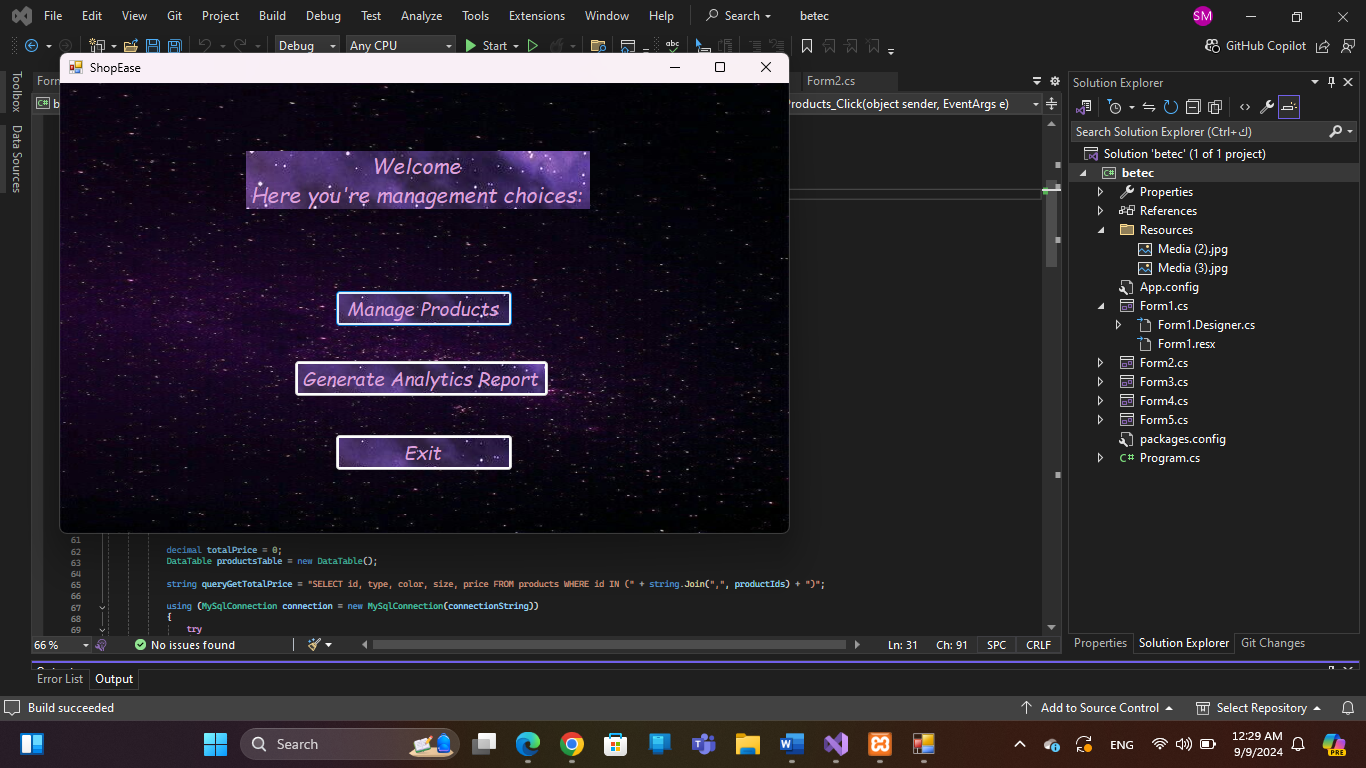 File Edit View Git Project Build Debug Test Analyze Tools Extensions Window Help Search betec SM
Debug Any CPU Start GitHub Copilot
ShopEase
Form2.cs
Solution Explorer
Products_Click(object sender, EventArgs e)
Toolbox
Data Sources
Search Solution Explorer (Ctrl+ك)
Solution 'betec' (1 of 1 project)
betec
Properties
References
Resources
Media (2).jpg
Media (3).jpg
App.config
Form1.cs
Form1.Designer.cs
Form1.resx
Form2.cs
Form3.cs
Form4.cs
Form5.cs
packages.config
Program.cs
Welcome
Here you're management choices:
Manage Products
Generate Analytics Report
Exit
61
62 decimal totalPrice = 0;
63 DataTable productsTable = new DataTable();
64
65 string queryGetTotalPrice = "SELECT id, type, color, size, price FROM products WHERE id IN (" + string.Join(",", productIds) + ")";
66
67 using (MySqlConnection connection = new MySqlConnection(connectionString))
68 {
69 try
66 % No issues found Ln: 31 Ch: 91 SPC CRLF
Properties Solution Explorer Git Changes
Error List Output
Build succeeded Add to Source Control Select Repository
Search ENG 12:29 AM
9/9/2024
PRE